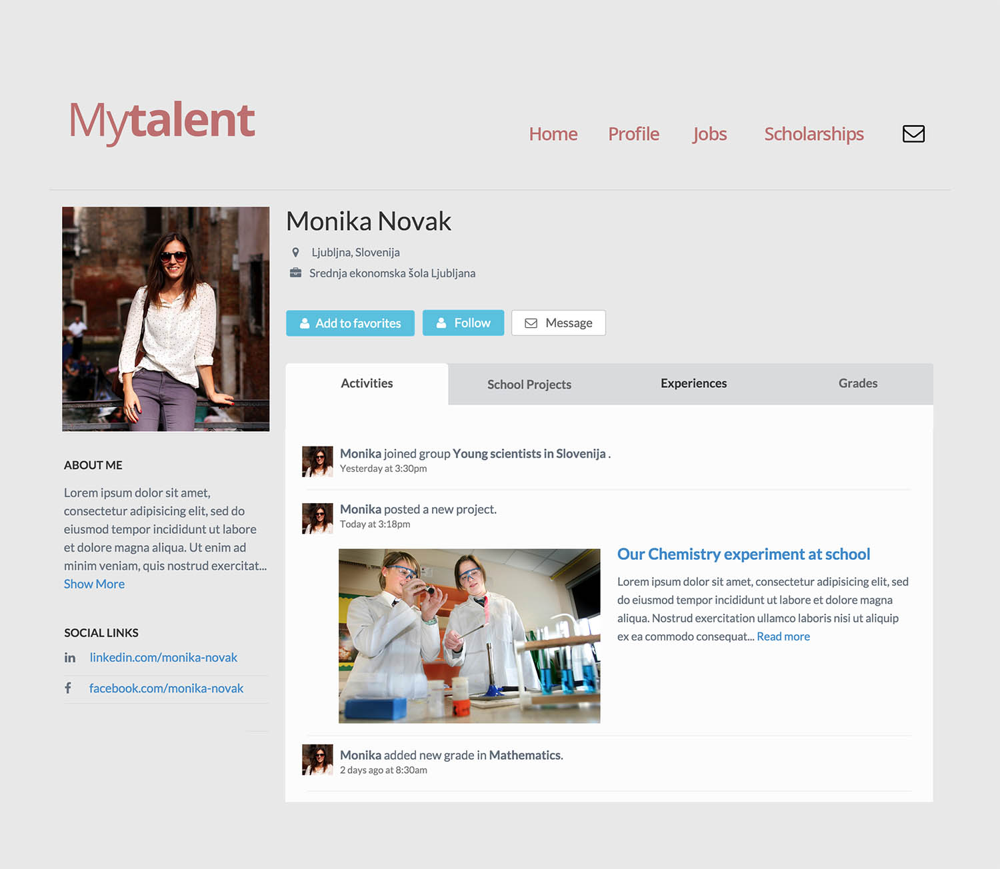 Mytalent
Home Profile Jobs Scholarships
Monika Novak
Ljubljna, Slovenija
Srednja ekonomska šola Ljubljana
Add to favorites Follow Message
Activities School Projects Experiences Grades
ABOUT ME
Lorem ipsum dolor sit amet,
consectetur adipisicing elit, sed do
eiusmod tempor incididunt ut labore
et dolore magna aliqua. Ut enim ad
minim veniam, quis nostrud exercitat...
Show More
SOCIAL LINKS
linkedin.com/monika-novak
facebook.com/monika-novak
Monika joined group Young scientists in Slovenija .
Yesterday at 3:30pm
Monika posted a new project.
Today at 3:18pm
Our Chemistry experiment at school
Lorem ipsum dolor sit amet, consectetur adipisicing elit, sed
do eiusmod tempor incididunt ut labore et dolore magna
aliqua. Nostrud exercitation ullamco laboris nisi ut aliquip
ex ea commodo consequat... Read more
Monika added new grade in Mathematics.
2 days ago at 8:30am